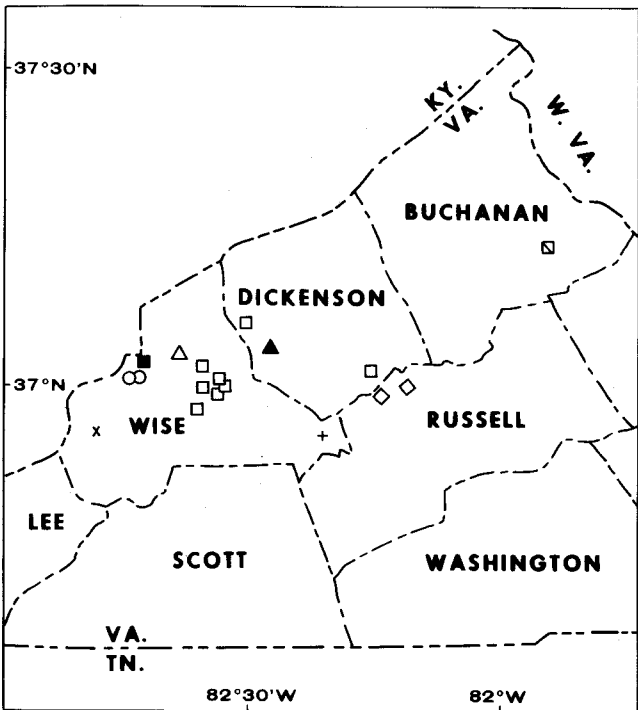 37°30'N
KY.
VA.
W. VA.
BUCHANAN
DICKENSON
37°N
WISE
RUSSELL
LEE
SCOTT
WASHINGTON
VA.
TN.
82°30'W
82°W